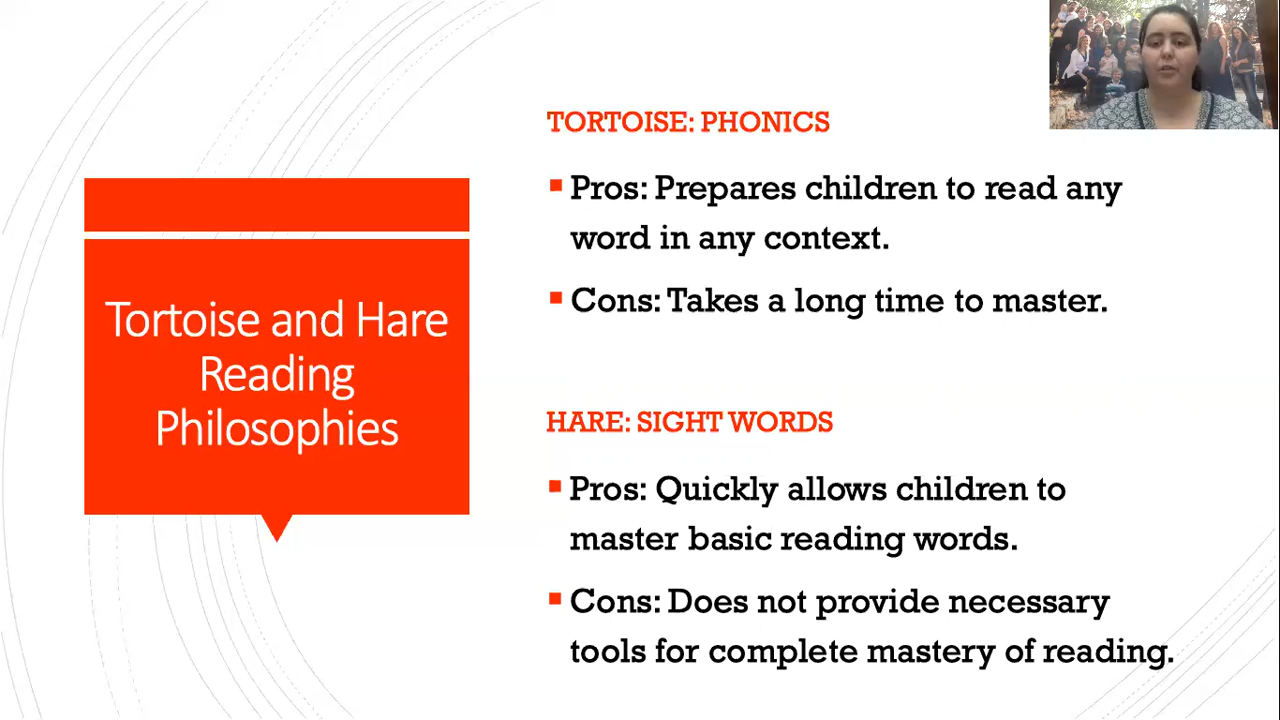 Tortoise and Hare
Reading
Philosophies
TORTOISE: PHONICS
Pros: Prepares children to read any
word in any context.
Cons: Takes a long time to master.
HARE: SIGHT WORDS
Pros: Quickly allows children to
master basic reading words.
Cons: Does not provide necessary
tools for complete mastery of reading.